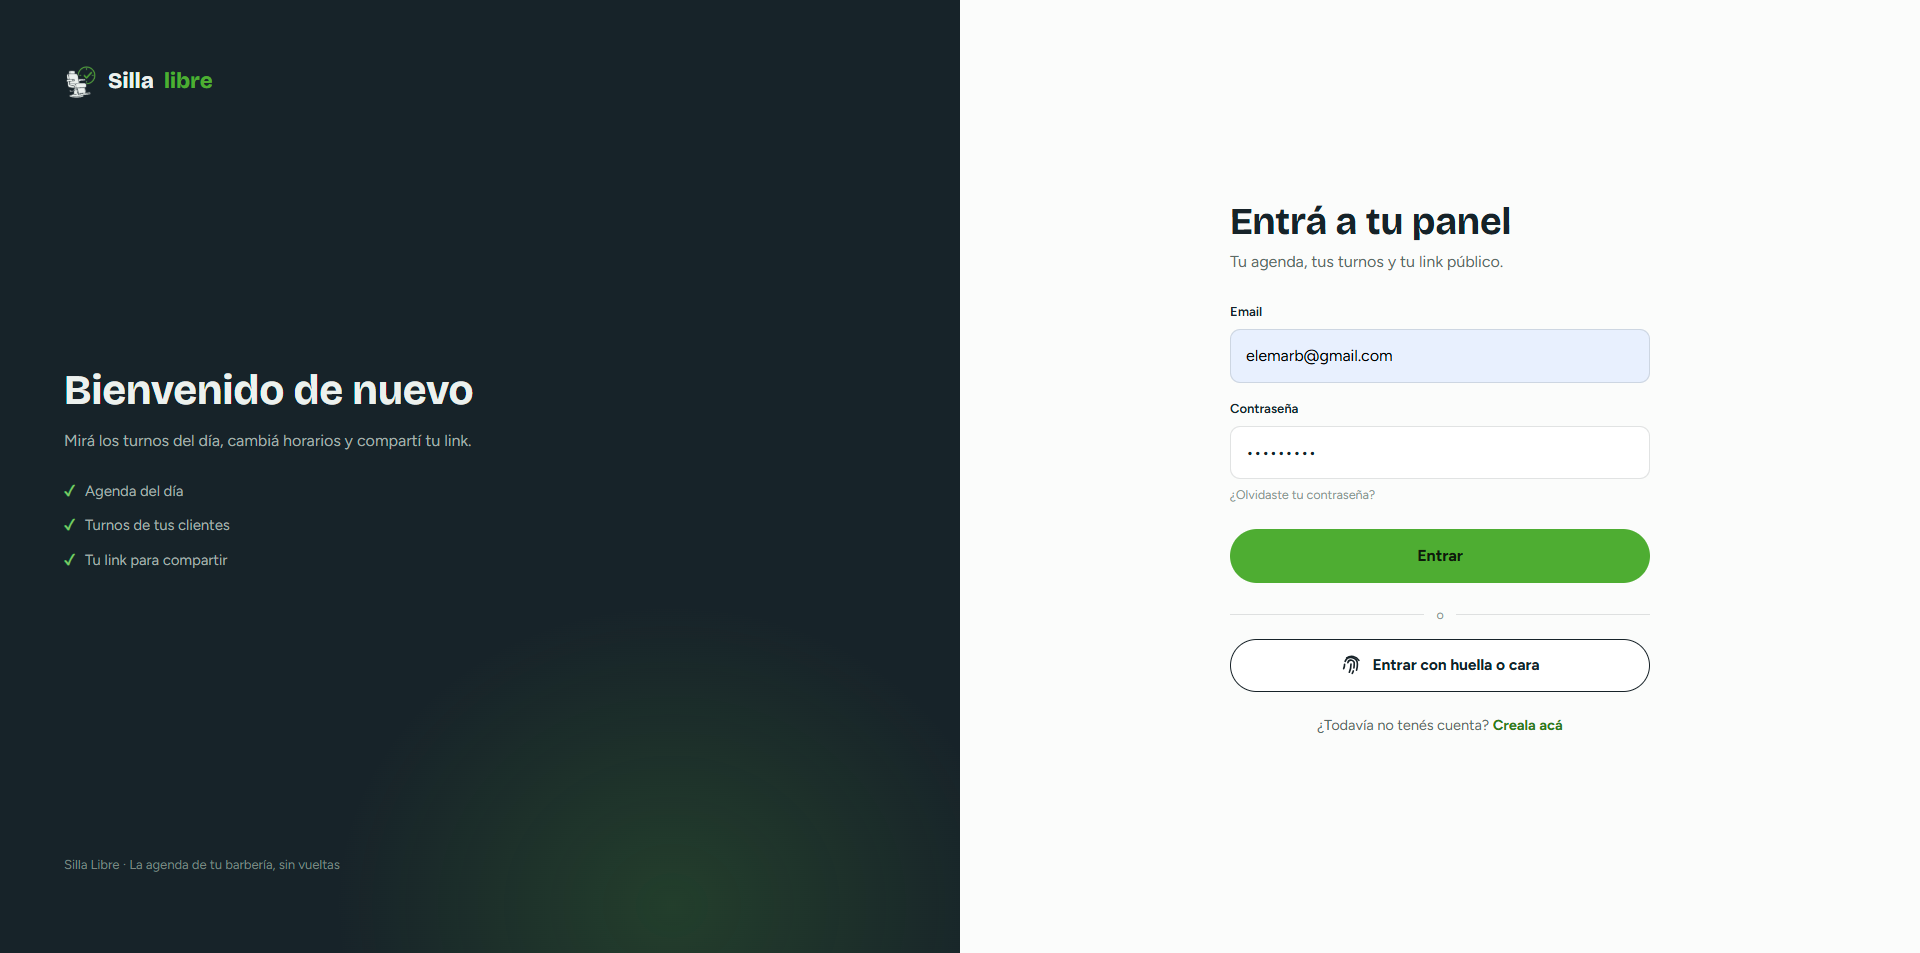 Silla libre
Bienvenido de nuevo
Mirá los turnos del día, cambiá horarios y compartí tu link.
✓ Agenda del día
✓ Turnos de tus clientes
✓ Tu link para compartir
Silla Libre · La agenda de tu barbería, sin vueltas
Entrá a tu panel
Tu agenda, tus turnos y tu link público.
Email
elemarb@gmail.com
Contraseña
•••••••••
¿Olvidaste tu contraseña?
Entrar
o
Entrar con huella o cara
¿Todavía no tenés cuenta? Creala acá